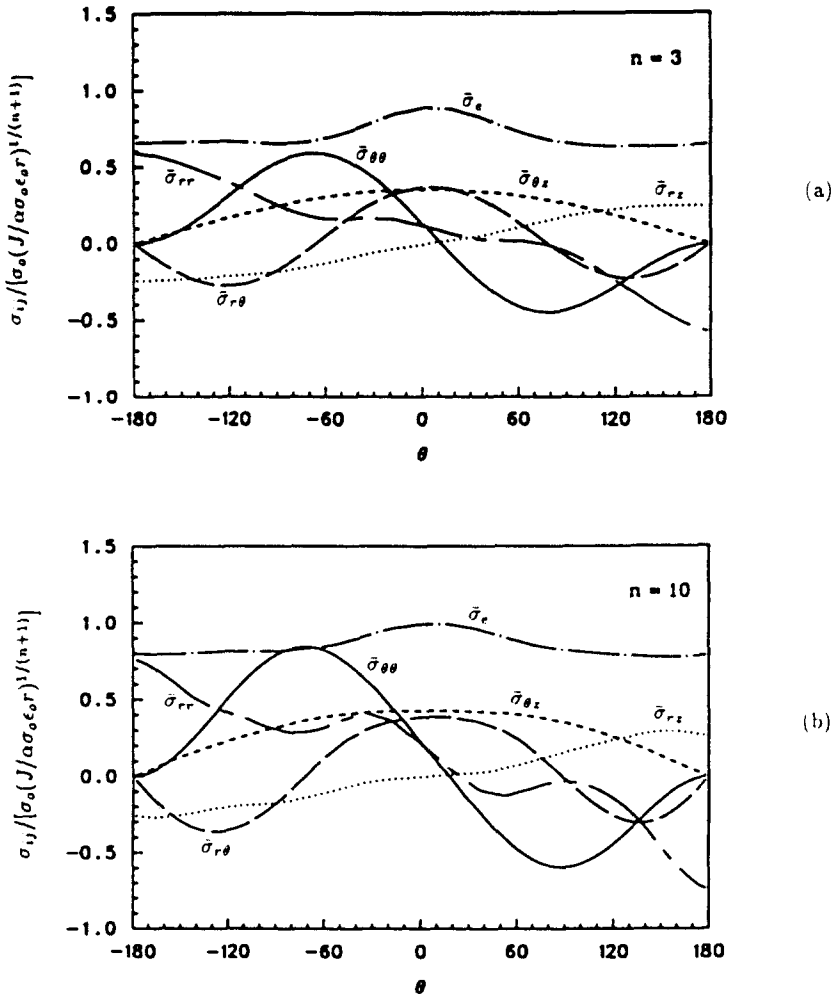 1.5
n = 3
1.0
σ̃e
σ̃θθ
0.5
σ̃rr
σ̃θz
σ̃rz
(a)
0.0
σ̃rθ
−0.5
−1.0
−180 −120 −60 0 60 120 180
θ
σij/[σo(J/ασoϵor)^1/(n+1)]
1.5
n = 10
1.0
σ̃e
σ̃θθ
0.5
σ̃rr
σ̃θz
σ̃rz
(b)
0.0
σ̃rθ
−0.5
−1.0
−180 −120 −60 0 60 120 180
θ
σij/[σo(J/ασoϵor)^1/(n+1)]